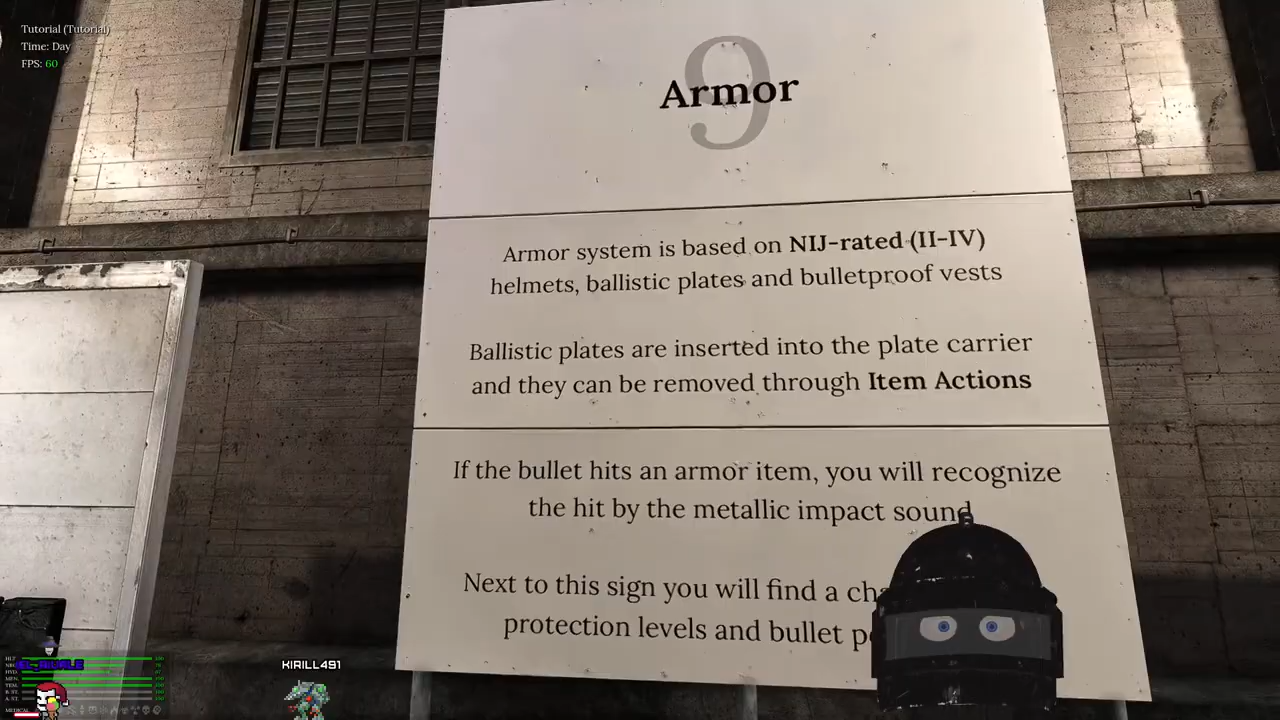 Tutorial (Tutorial)
Time: Day
FPS: 60
9
Armor
Armor system is based on NIJ-rated (II-IV)
helmets, ballistic plates and bulletproof vests
Ballistic plates are inserted into the plate carrier
and they can be removed through Item Actions
If the bullet hits an armor item, you will recognize
the hit by the metallic impact sound
Next to this sign you will find a
protection levels and bullet
KIRILL491
MEDICAL